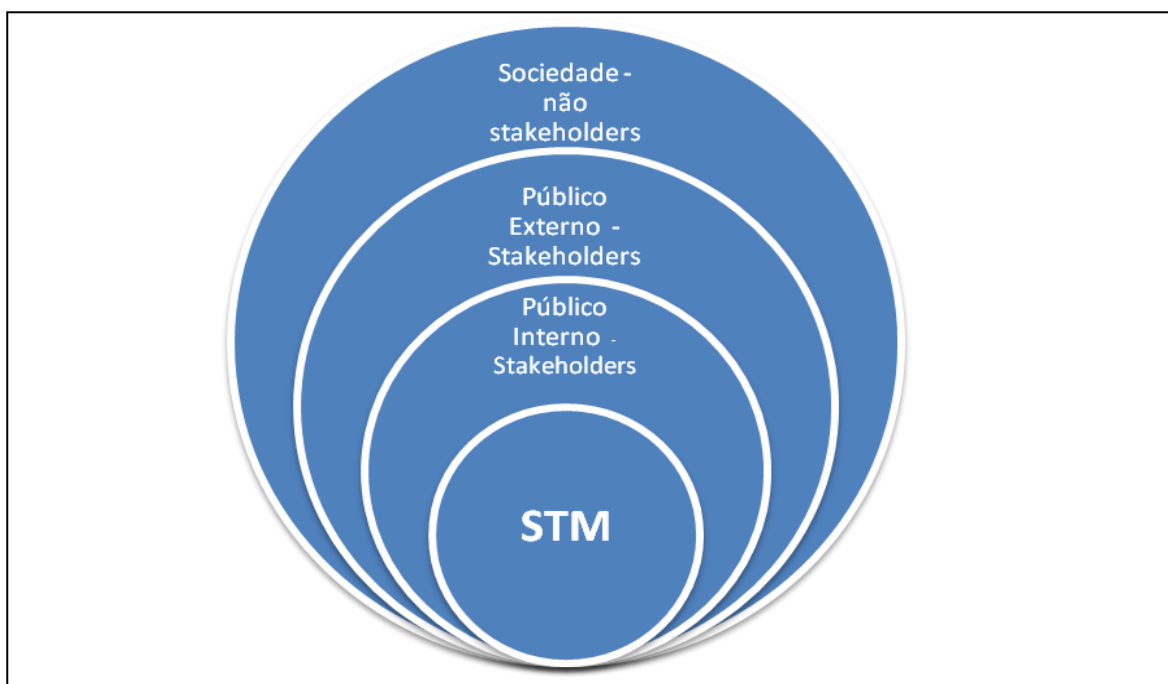 Sociedade -
não
stakeholders
Público
Externo -
Stakeholders
Público
Interno -
Stakeholders
STM